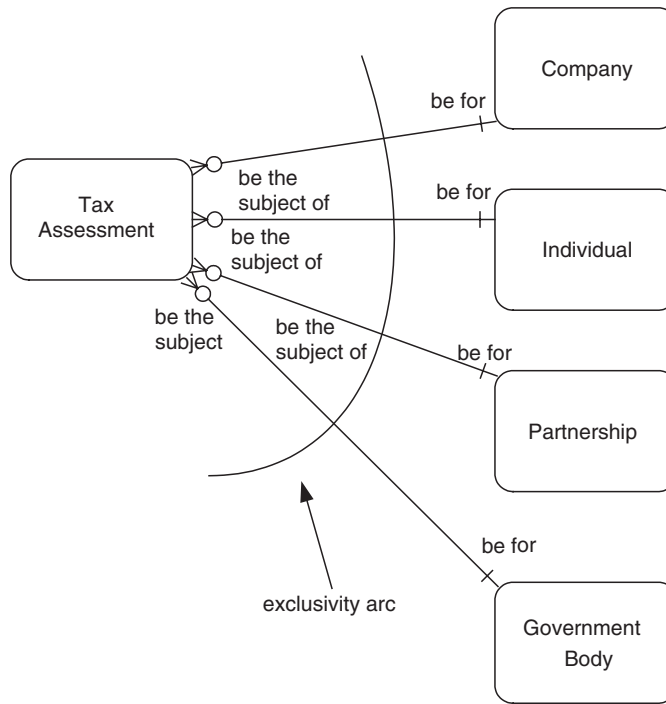 Company
be for
Tax
Assessment
be the
subject of
be for
Individual
be the
subject of
be the
subject
be the
subject of
be for
Partnership
be for
exclusivity arc
Government
Body